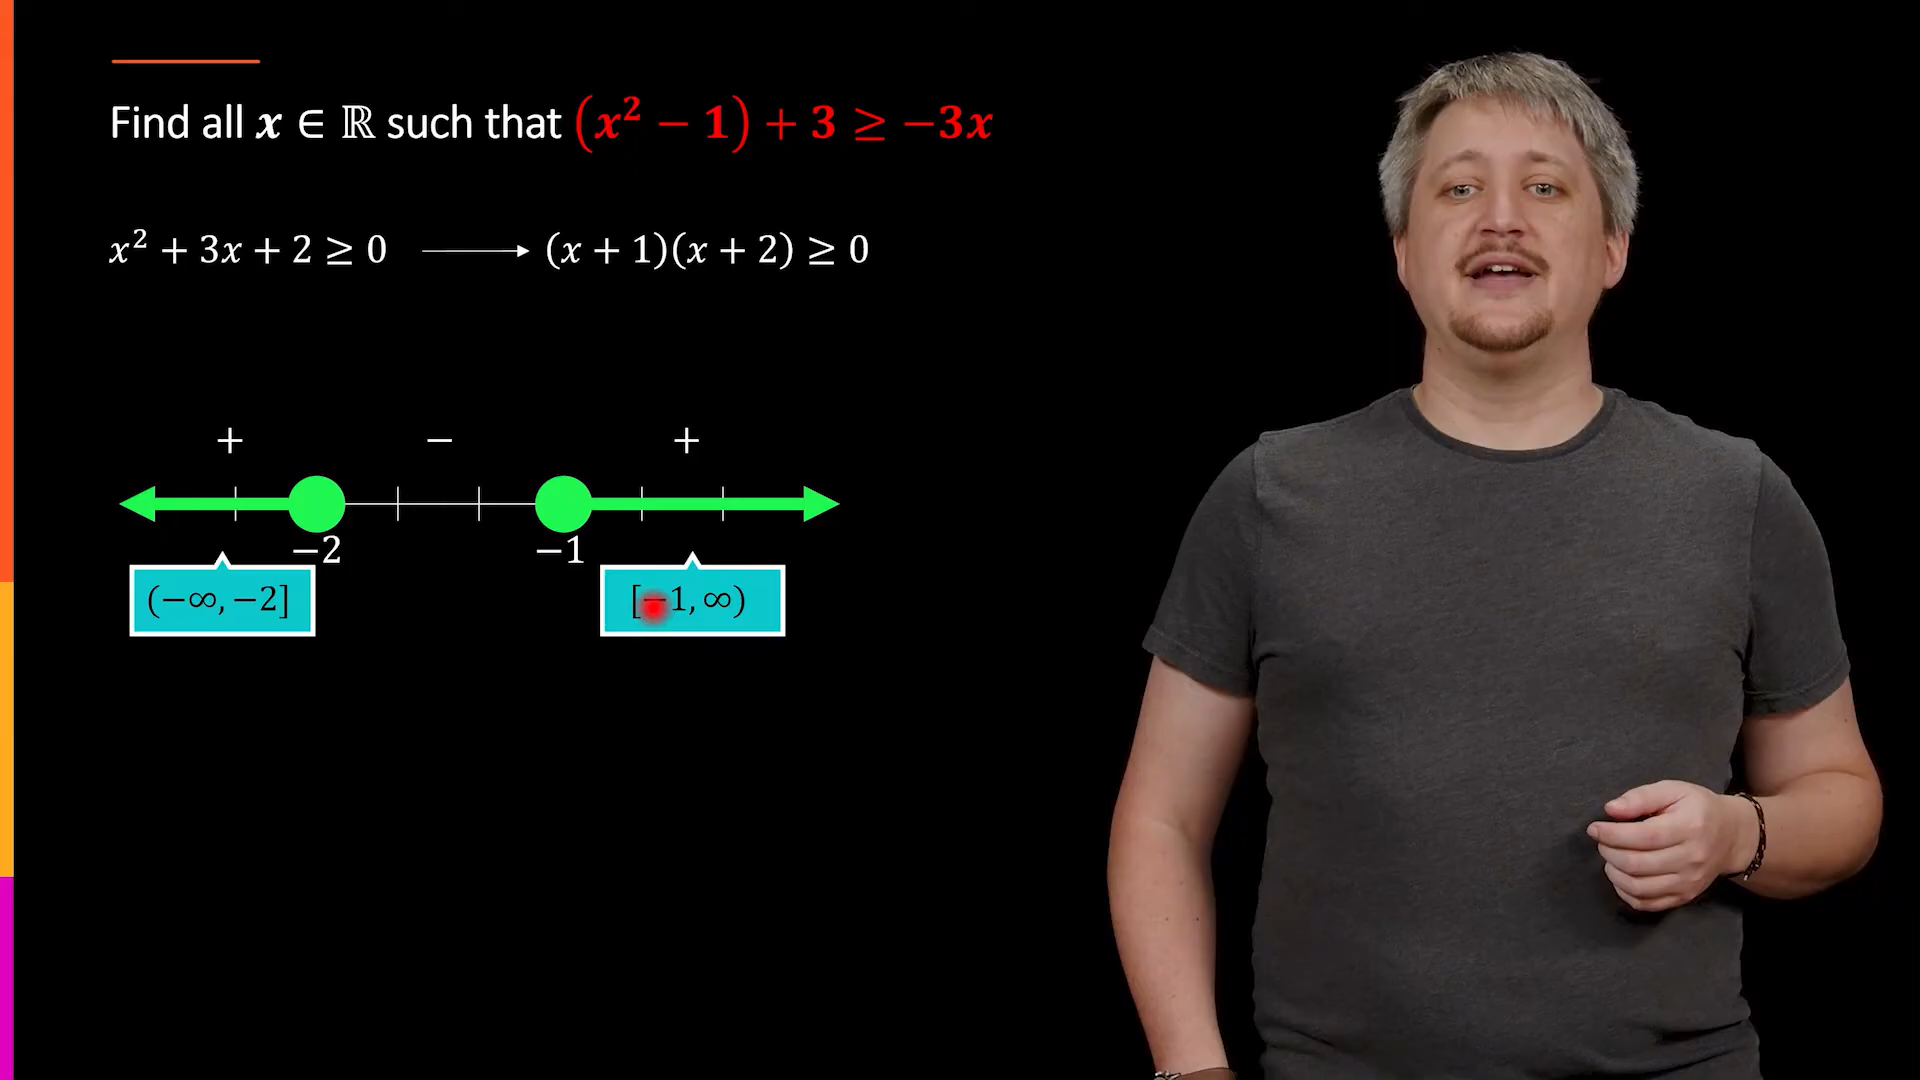 Find all x ∈ ℝ such that (x² − 1) + 3 ≥ −3x
x² + 3x + 2 ≥ 0 ⟶ (x + 1)(x + 2) ≥ 0
+ − +
−2 −1
(−∞, −2] [−1, ∞)